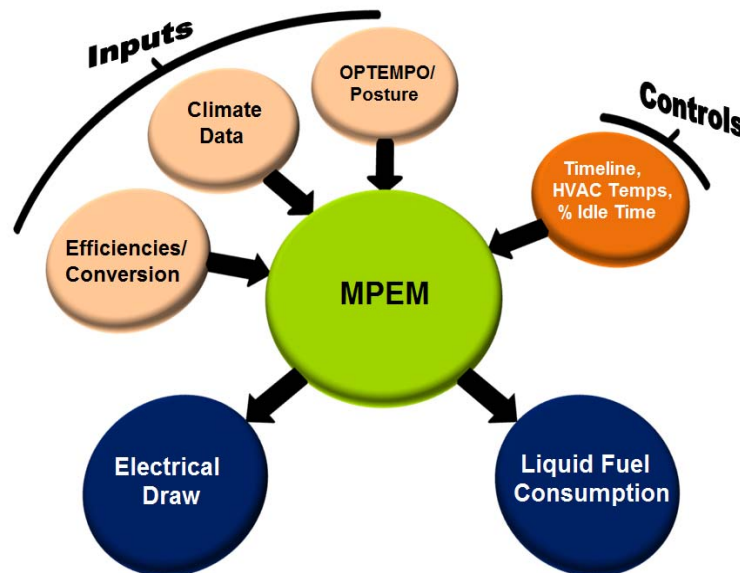 Inputs
OPTEMPO/
Posture
Climate
Data
Controls
Timeline,
HVAC Temps,
% Idle Time
Efficiencies/
Conversion
MPEM
Electrical
Draw
Liquid Fuel
Consumption